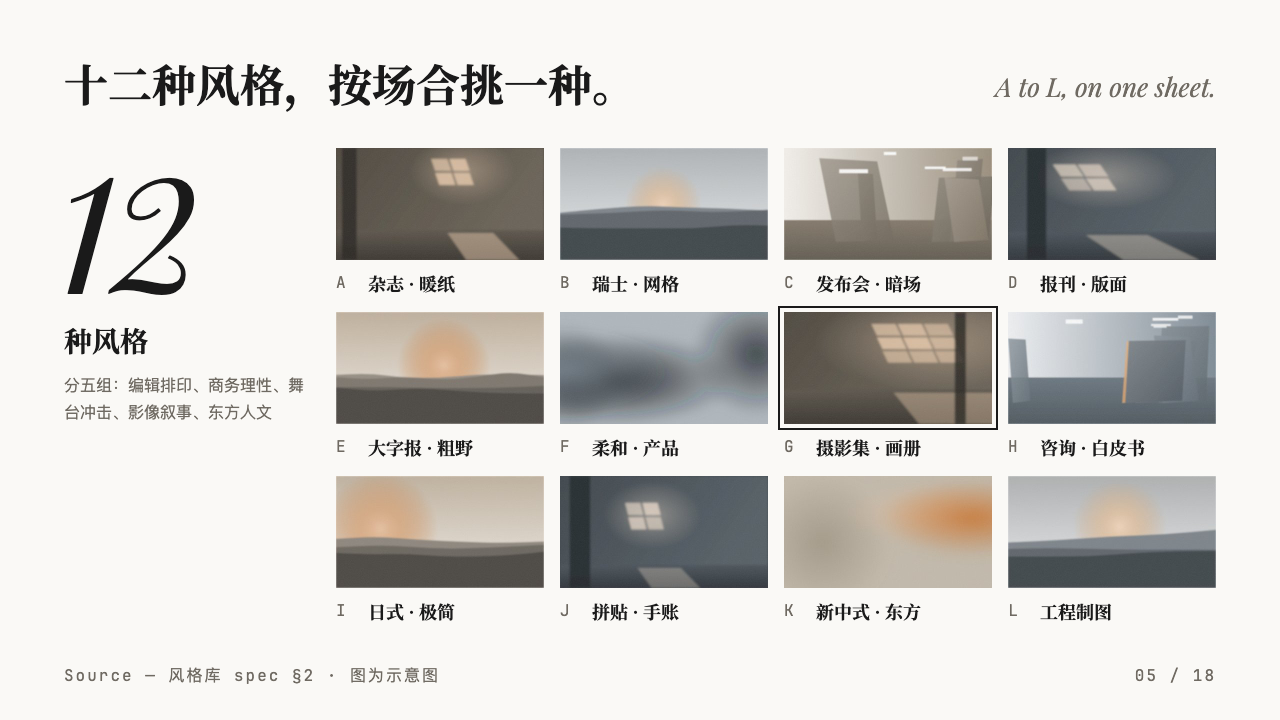 十二种风格，按场合挑一种。
A to L, on one sheet.
12
种风格
分五组：编辑排印、商务理性、舞
台冲击、影像叙事、东方人文
A 杂志 · 暖纸
B 瑞士 · 网格
C 发布会 · 暗场
D 报刊 · 版面
E 大字报 · 粗野
F 柔和 · 产品
G 摄影集 · 画册
H 咨询 · 白皮书
I 日式 · 极简
J 拼贴 · 手账
K 新中式 · 东方
L 工程制图
Source — 风格库 spec §2 · 图为示意图
05 / 18